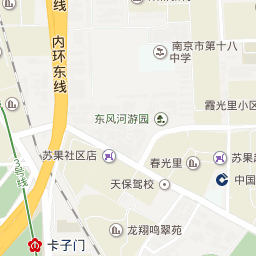 线
内环东线
南京市第十八
中学
霞光里小区
东风河游园
苏果社区店
春光里
苏果
3号线
天保驾校
中国
卡子门
龙翔鸣翠苑